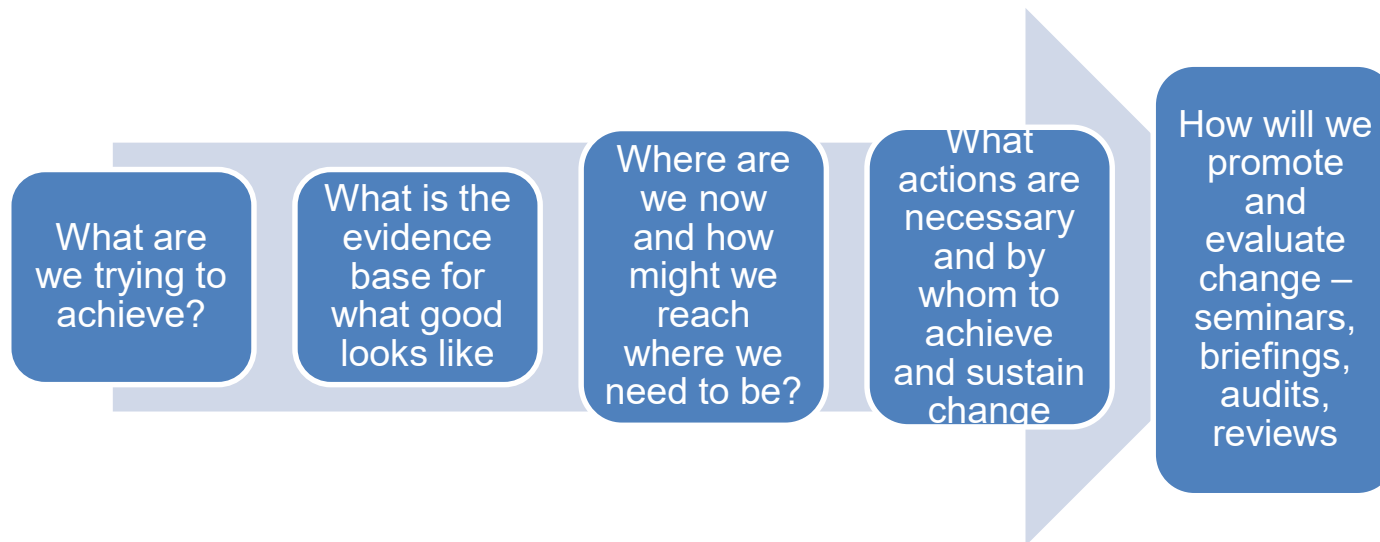 What are
we trying to
achieve?
What is the
evidence
base for
what good
looks like
Where are
we now
and how
might we
reach
where we
need to be?
What
actions are
necessary
and by
whom to
achieve
and sustain
change
How will we
promote
and
evaluate
change –
seminars,
briefings,
audits,
reviews